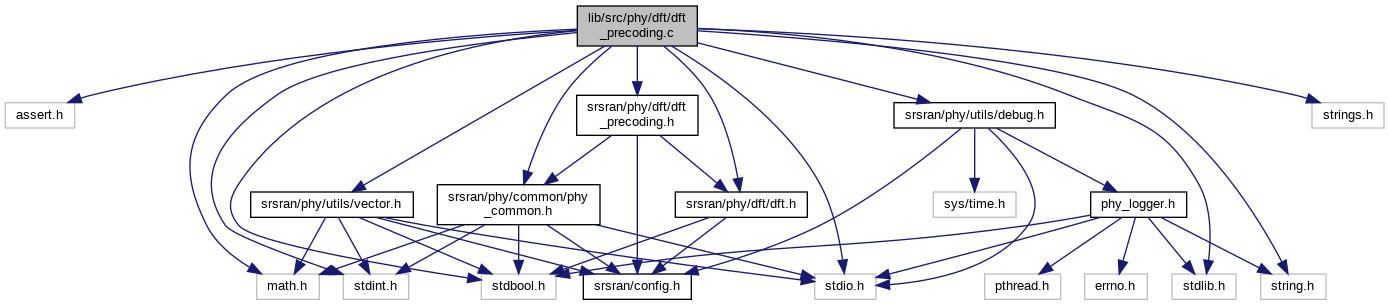 lib/src/phy/dft/dft
_precoding.c
assert.h
srsran/phy/dft/dft
_precoding.h
srsran/phy/utils/debug.h
strings.h
srsran/phy/utils/vector.h
srsran/phy/common/phy
_common.h
srsran/phy/dft/dft.h
sys/time.h
phy_logger.h
math.h
stdint.h
stdbool.h
srsran/config.h
stdio.h
pthread.h
errno.h
stdlib.h
string.h